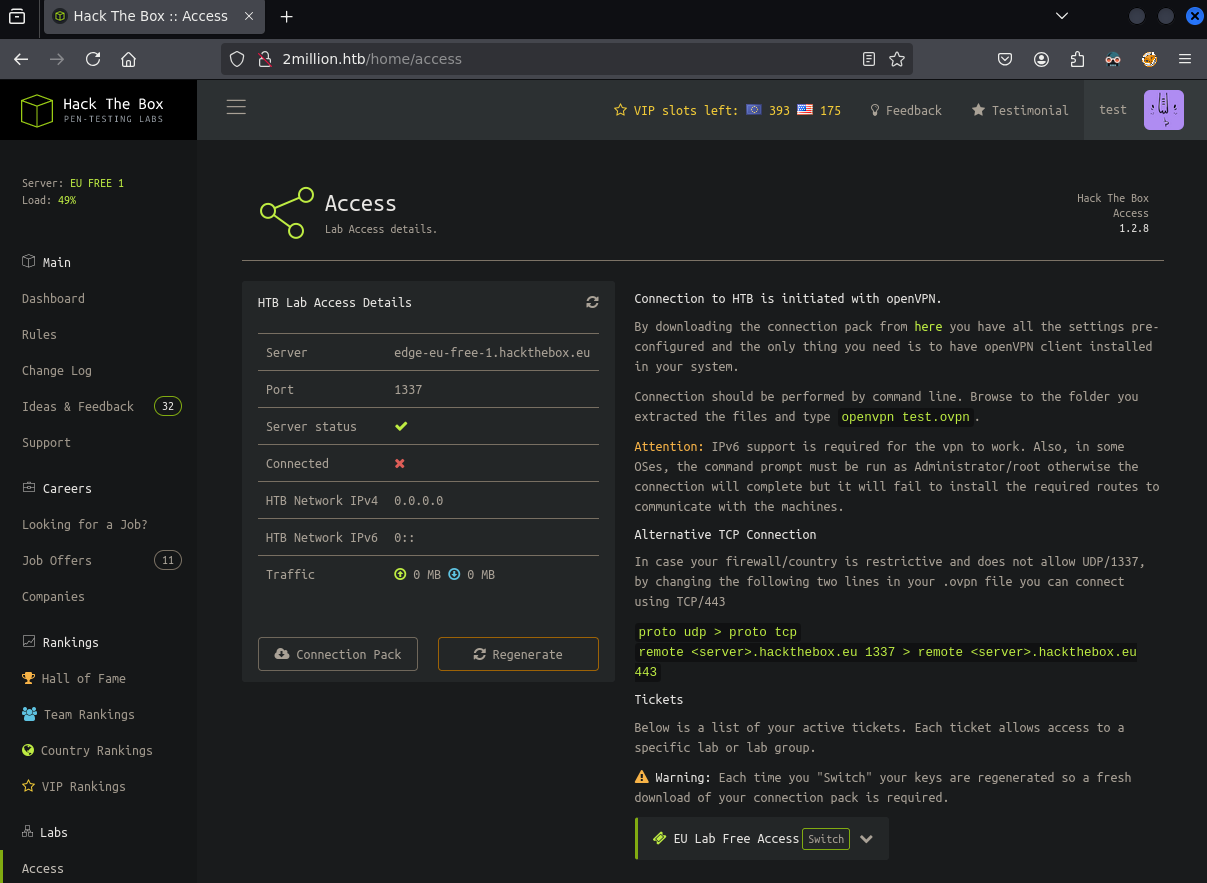 Hack The Box :: Access
2million.htb/home/access
Hack The Box
PEN-TESTING LABS
VIP slots left: 393 175
Feedback
Testimonial
test
Server: EU FREE 1
Load: 49%
Main
Dashboard
Rules
Change Log
Ideas & Feedback 32
Support
Careers
Looking for a Job?
Job Offers 11
Companies
Rankings
Hall of Fame
Team Rankings
Country Rankings
VIP Rankings
Labs
Access
Access
Lab Access details.
Hack The Box
Access
1.2.8
HTB Lab Access Details
Server edge-eu-free-1.hackthebox.eu
Port 1337
Server status
Connected
HTB Network IPv4 0.0.0.0
HTB Network IPv6 0::
Traffic 0 MB 0 MB
Connection Pack
Regenerate
Connection to HTB is initiated with openVPN.
By downloading the connection pack from here you have all the settings pre-
configured and the only thing you need is to have openVPN client installed
in your system.
Connection should be performed by command line. Browse to the folder you
extracted the files and type openvpn test.ovpn.
Attention: IPv6 support is required for the vpn to work. Also, in some
OSes, the command prompt must be run as Administrator/root otherwise the
connection will complete but it will fail to install the required routes to
communicate with the machines.
Alternative TCP Connection
In case your firewall/country is restrictive and does not allow UDP/1337,
by changing the following two lines in your .ovpn file you can connect
using TCP/443
proto udp > proto tcp
remote <server>.hackthebox.eu 1337 > remote <server>.hackthebox.eu
443
Tickets
Below is a list of your active tickets. Each ticket allows access to a
specific lab or lab group.
Warning: Each time you "Switch" your keys are regenerated so a fresh
download of your connection pack is required.
EU Lab Free Access Switch